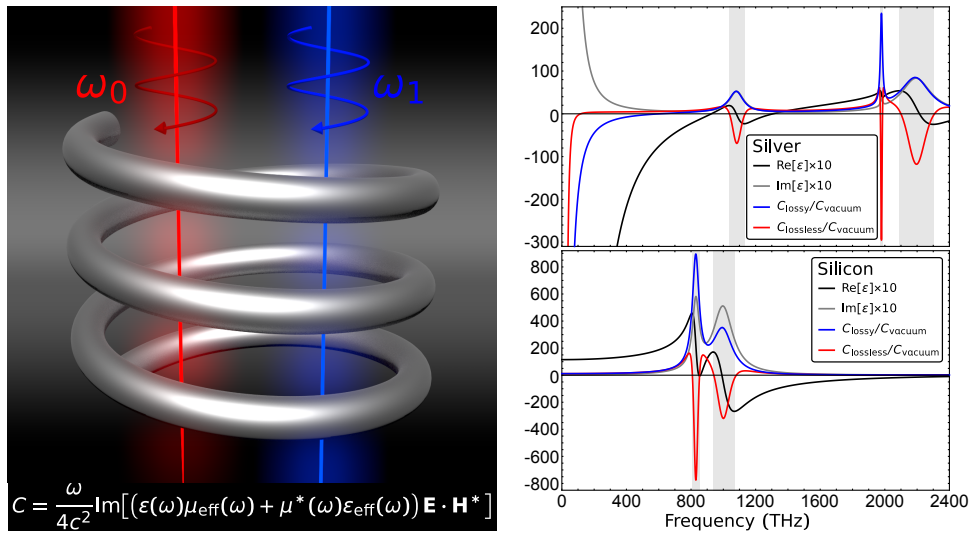 ω₀
ω₁
C = ω/4c² Im[(ε(ω)μeff(ω) + μ*(ω)εeff(ω)) E · H*]
200
100
0
-100
-200
-300
Silver
Re[ε]×10
Im[ε]×10
Clossy/Cvacuum
Clossless/Cvacuum
800
600
400
200
0
-200
-400
-600
-800
Silicon
Re[ε]×10
Im[ε]×10
Clossy/Cvacuum
Clossless/Cvacuum
0 400 800 1200 1600 2000 2400
Frequency (THz)